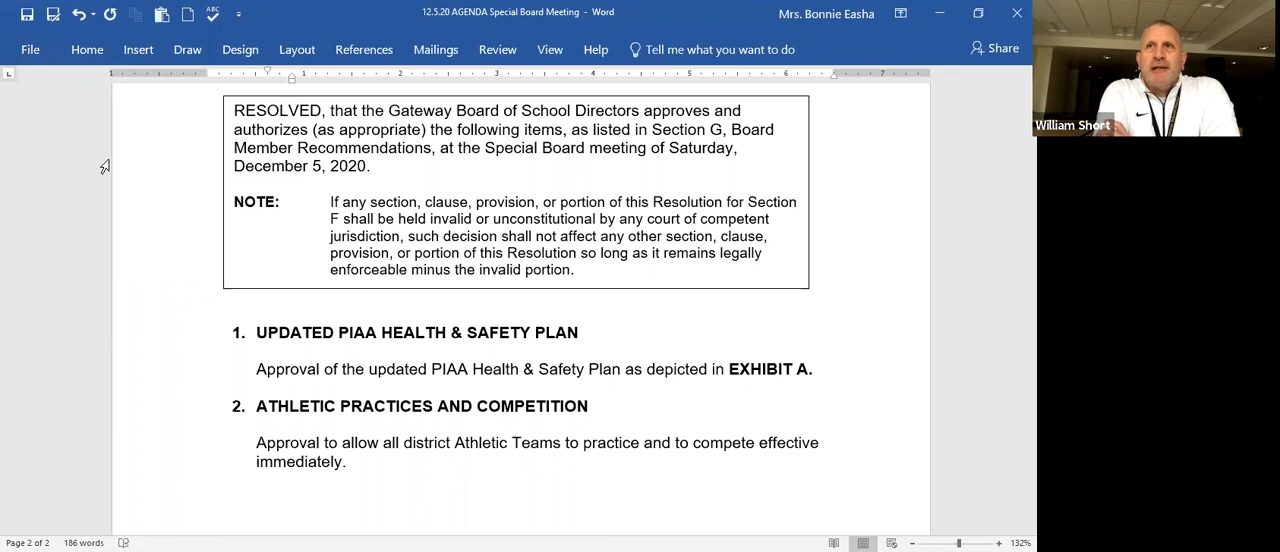 12.5.20 AGENDA Special Board Meeting - Word
Mrs. Bonnie Easha
File Home Insert Draw Design Layout References Mailings Review View Help Tell me what you want to do Share
1 1 2 3 4 5 6 7
RESOLVED, that the Gateway Board of School Directors approves and
authorizes (as appropriate) the following items, as listed in Section G, Board
Member Recommendations, at the Special Board meeting of Saturday,
December 5, 2020.
NOTE: If any section, clause, provision, or portion of this Resolution for Section
F shall be held invalid or unconstitutional by any court of competent
jurisdiction, such decision shall not affect any other section, clause,
provision, or portion of this Resolution so long as it remains legally
enforceable minus the invalid portion.
1. UPDATED PIAA HEALTH & SAFETY PLAN
Approval of the updated PIAA Health & Safety Plan as depicted in EXHIBIT A.
2. ATHLETIC PRACTICES AND COMPETITION
Approval to allow all district Athletic Teams to practice and to compete effective
immediately.
Page 2 of 2 186 words 132%
William Short